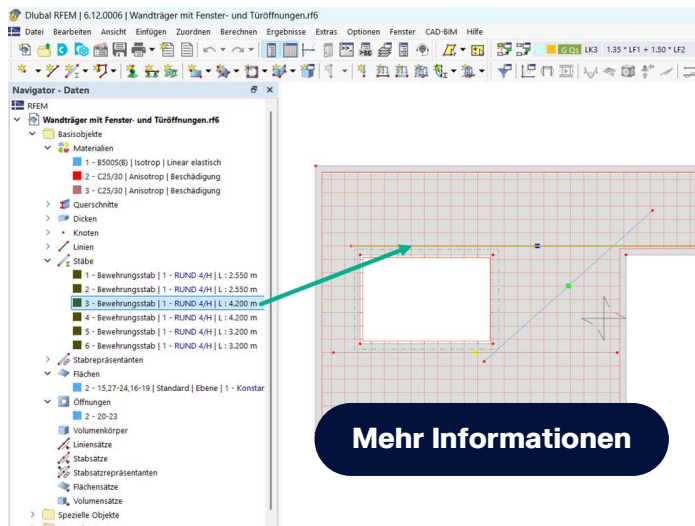 Dlubal RFEM | 6.12.0006 | Wandträger mit Fenster- und Türöffnungen.rf6
Datei Bearbeiten Ansicht Einfügen Zuordnen Berechnen Ergebnisse Extras Optionen Fenster CAD-BIM Hilfe
G Qs LK3 1.35 * LF1 + 1.50 * LF2
Navigator - Daten
RFEM
Wandträger mit Fenster- und Türöffnungen.rf6
Basisobjekte
Materialien
1 - B500S(B) | Isotrop | Linear elastisch
2 - C25/30 | Anisotrop | Beschädigung
3 - C25/30 | Anisotrop | Beschädigung
Querschnitte
Dicken
Knoten
Linien
Stäbe
1 - Bewehrungsstab | 1 - RUND 4/H | L : 2.550 m
2 - Bewehrungsstab | 1 - RUND 4/H | L : 2.550 m
3 - Bewehrungsstab | 1 - RUND 4/H | L : 4.200 m
4 - Bewehrungsstab | 1 - RUND 4/H | L : 4.200 m
5 - Bewehrungsstab | 1 - RUND 4/H | L : 3.200 m
6 - Bewehrungsstab | 1 - RUND 4/H | L : 3.200 m
Stabrepräsentanten
Flächen
2 - 15,27-24,16-19 | Standard | Ebene | 1 - Konstar
Öffnungen
2 - 20-23
Volumenkörper
Liniensätze
Stabsätze
Stabsatzrepräsentanten
Flächensätze
Volumensätze
Spezielle Objekte
Mehr Informationen